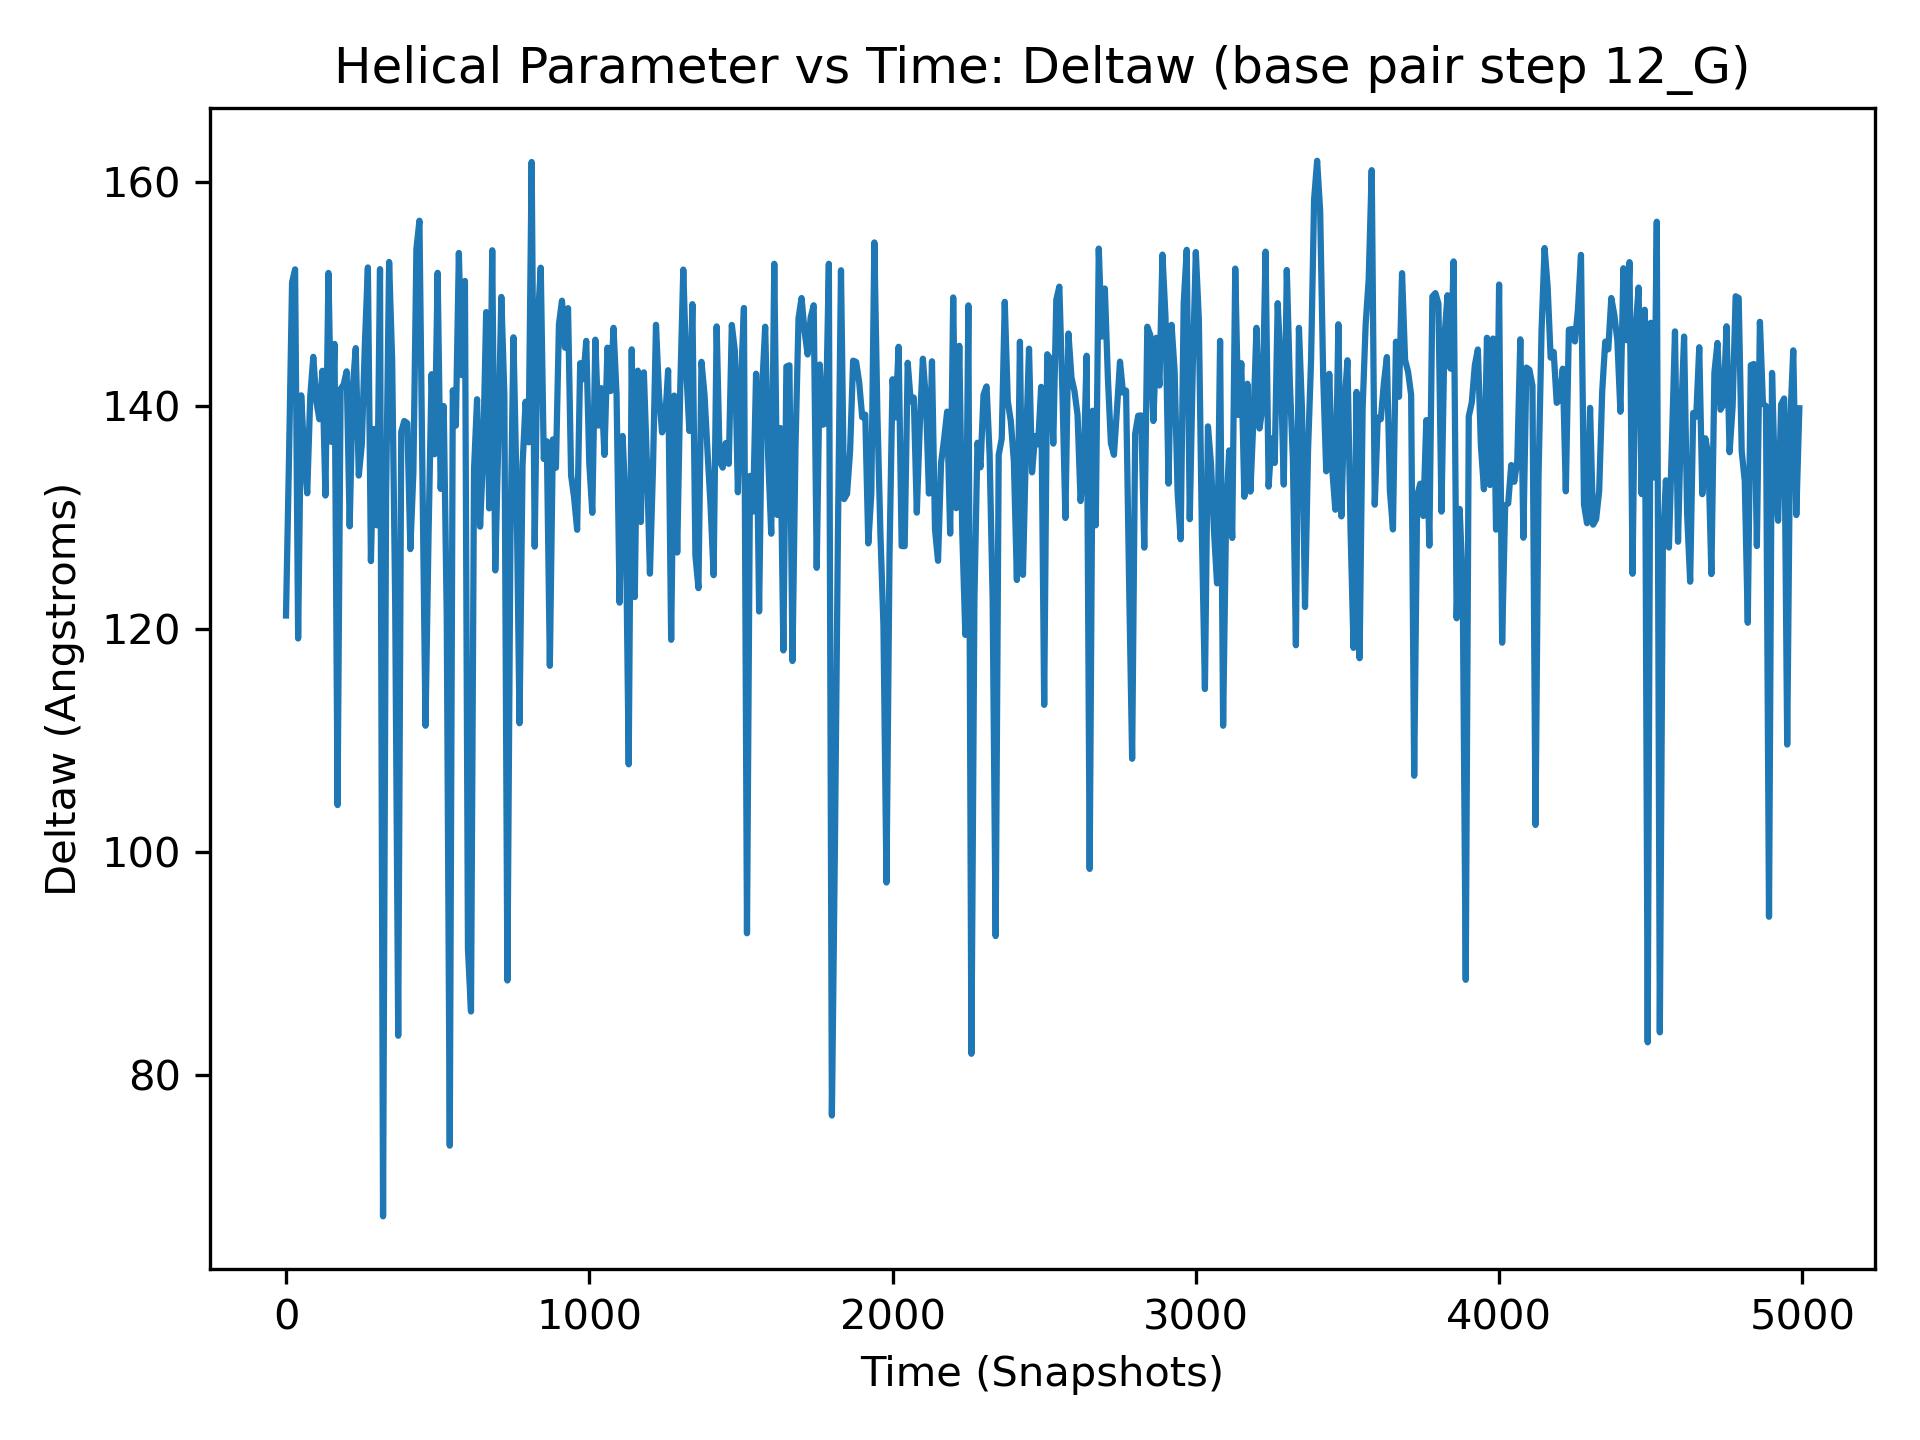 Helical Parameter vs Time: Deltaw (base pair step 12_G)
Deltaw (Angstroms)
160
140
120
100
80
0 1000 2000 3000 4000 5000
Time (Snapshots)